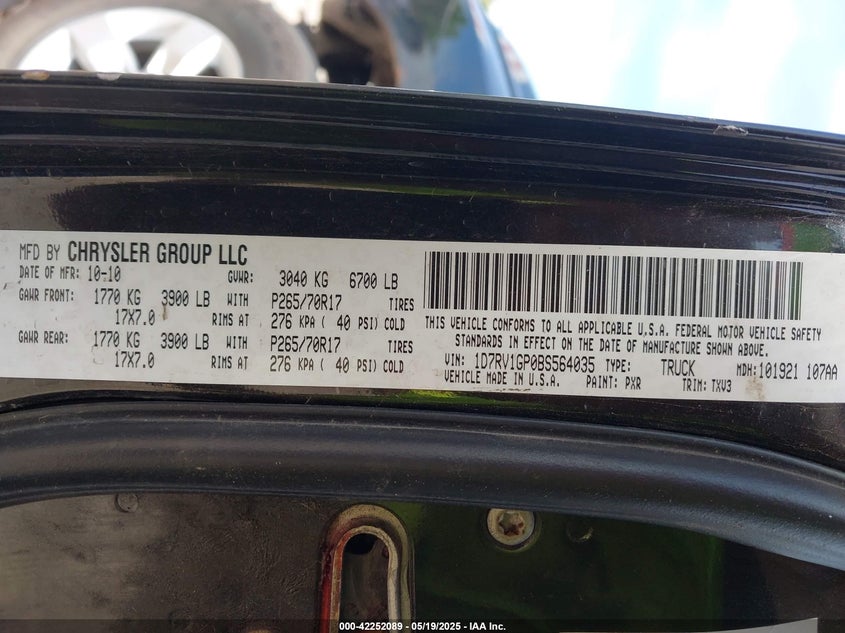 MFD BY CHRYSLER GROUP LLC
DATE OF MFR: 10-10 GVWR: 3040 KG 6700 LB
GAWR FRONT: 1770 KG 3900 LB WITH P265/70R17 TIRES
17X7.0 RIMS AT 276 KPA ( 40 PSI) COLD
GAWR REAR: 1770 KG 3900 LB WITH P265/70R17 TIRES
17X7.0 RIMS AT 276 KPA ( 40 PSI) COLD
THIS VEHICLE CONFORMS TO ALL APPLICABLE U.S.A. FEDERAL MOTOR VEHICLE SAFETY
STANDARDS IN EFFECT ON THE DATE OF MANUFACTURE SHOWN ABOVE.
VIN: 1D7RV1GP0BS564035 TYPE: TRUCK MDH: 101921 107AA
VEHICLE MADE IN U.S.A. PAINT: PXR TRIM: TXV3
000-42252089 - 05/19/2025 - IAA Inc.